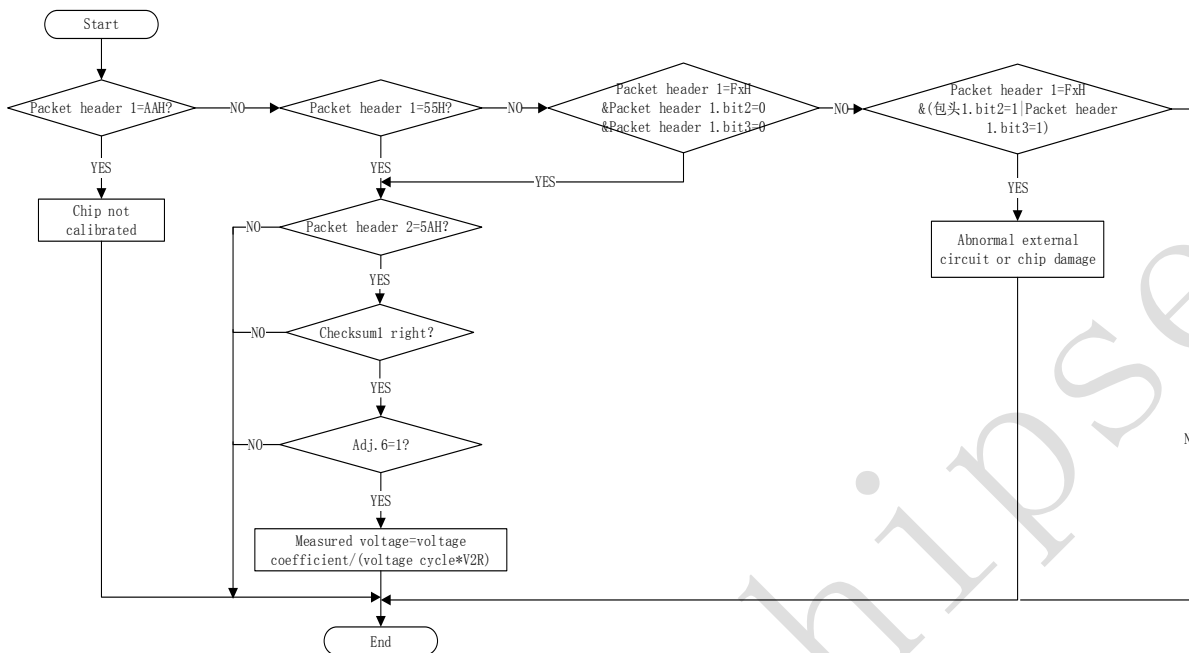 Start
Packet header 1=AAH?
NO
Packet header 1=55H?
NO
Packet header 1=FxH
&Packet header 1.bit2=0
&Packet header 1.bit3=0
NO
Packet header 1=FxH
&(包头1.bit2=1|Packet header
1.bit3=1)
YES
YES
YES
YES
Chip not
calibrated
NO
Packet header 2=5AH?
Abnormal external
circuit or chip damage
YES
NO
Checksum1 right?
YES
NO
Adj.6=1?
N
YES
Measured voltage=voltage
coefficient/(voltage cycle*V2R)
End
hipse